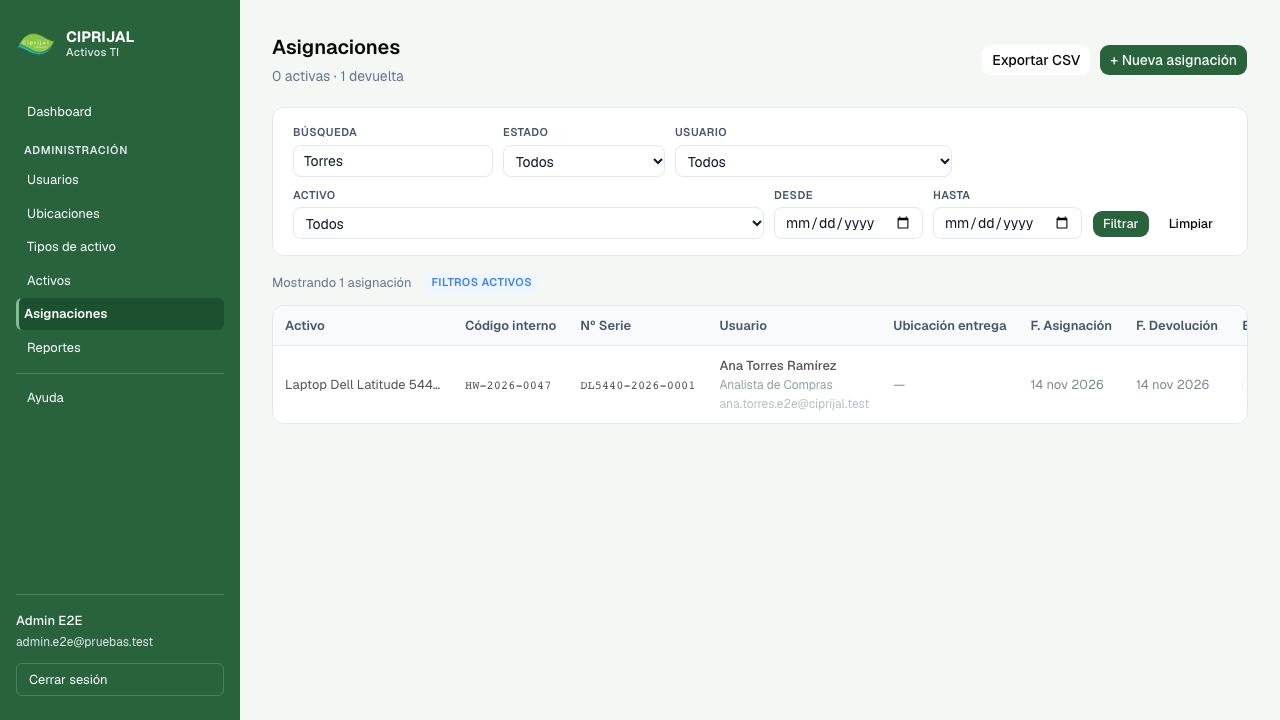 CIPRIJAL
Activos TI
Dashboard
ADMINISTRACIÓN
Usuarios
Ubicaciones
Tipos de activo
Activos
Asignaciones
Reportes
Ayuda
Admin E2E
admin.e2e@pruebas.test
Cerrar sesión
Asignaciones
0 activas · 1 devuelta
Exportar CSV
+ Nueva asignación
BÚSQUEDA
ESTADO
USUARIO
Torres
Todos
Todos
ACTIVO
DESDE
HASTA
Todos
mm/dd/yyyy
mm/dd/yyyy
Filtrar
Limpiar
Mostrando 1 asignación
FILTROS ACTIVOS
Activo
Código interno
Nº Serie
Usuario
Ubicación entrega
F. Asignación
F. Devolución
Laptop Dell Latitude 544…
HW-2026-0047
DL5440-2026-0001
Ana Torres Ramírez
Analista de Compras
ana.torres.e2e@ciprijal.test
—
14 nov 2026
14 nov 2026